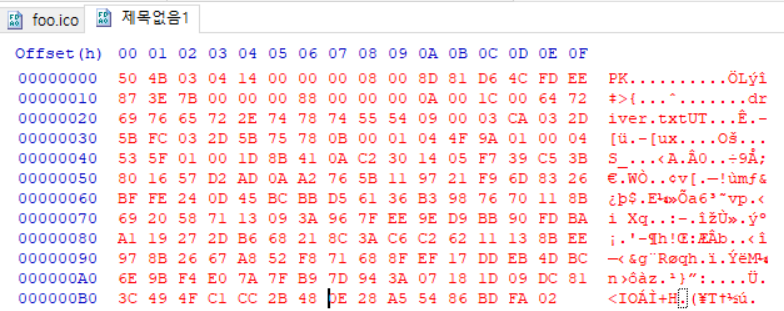 foo.ico 제목없음1
Offset(h) 00 01 02 03 04 05 06 07 08 09 0A 0B 0C 0D 0E 0F
00000000 50 4B 03 04 14 00 00 00 08 00 8D 81 D6 4C FD EE PK..........ÖLýî
00000010 87 3E 7B 00 00 00 88 00 00 00 0A 00 1C 00 64 72 ‡>{...ˆ.......dr
00000020 69 76 65 72 2E 74 78 74 55 54 09 00 03 CA 03 2D iver.txtUT...Ê.-
00000030 5B FC 03 2D 5B 75 78 0B 00 01 04 4F 9A 01 00 04 [ü.-[ux....Oš...
00000040 53 5F 01 00 1D 8B 41 0A C2 30 14 05 F7 39 C5 3B S_...‹A.Â0..÷9Å;
00000050 80 16 57 D2 AD 0A A2 76 5B 11 97 21 F9 6D 83 26 €.WÒ­.¢v[.—!ùmƒ&
00000060 BF FE 24 0D 45 BC BB D5 61 36 B3 98 76 70 11 8B ¿þ$.E¼»Õa6³˜vp.‹
00000070 69 20 58 71 13 09 3A 96 7F EE 9E D9 BB 90 FD BA i Xq..:–.îžÙ».ýº
00000080 A1 19 27 2D B6 68 21 8C 3A C6 C2 62 11 13 8B EE ¡.'-¶h!Œ:ÆÂb..‹î
00000090 97 8B 26 67 A8 52 F8 71 68 8F EF 17 DD EB 4D BC —‹&g¨Røqh.ï.ÝëM¼
000000A0 6E 9B F4 E0 7A 7F B9 7D 94 3A 07 18 1D 09 DC 81 n›ôàz.¹}”:....Ü.
000000B0 3C 49 4F C1 CC 2B 48 0E 28 A5 54 86 BD FA 02 <IOÁÌ+H.(¥T†½ú.